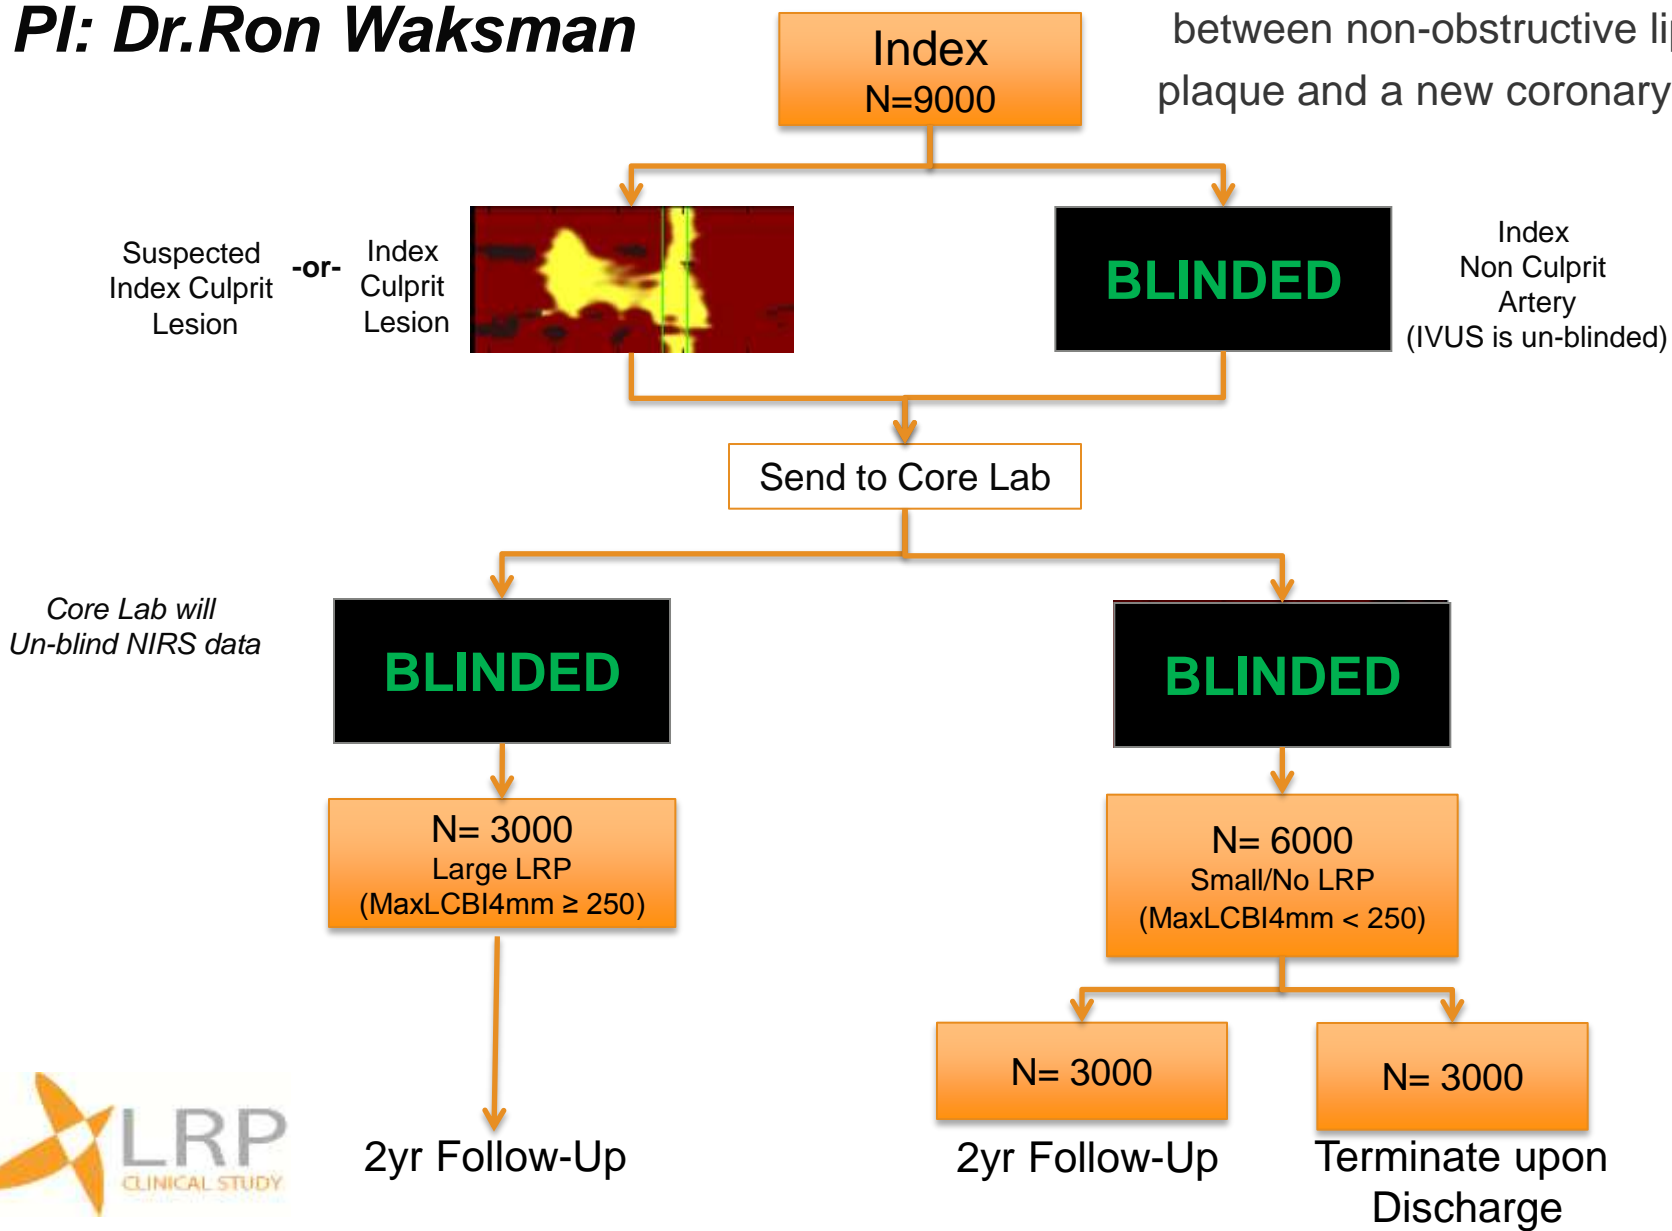 PI: Dr.Ron Waksman
between non-obstructive
plaque and a new coronary
Index
N=9000
Suspected
Index Culprit
Lesion
-or-
Index
Culprit
Lesion
BLINDED
Index
Non Culprit
Artery
(IVUS is un-blinded)
Send to Core Lab
Core Lab will
Un-blind NIRS data
BLINDED
BLINDED
N= 3000
Large LRP
(MaxLCBI4mm ≥ 250)
N= 6000
Small/No LRP
(MaxLCBI4mm < 250)
N= 3000
N= 3000
LRP
CLINICAL STUDY
2yr Follow-Up
2yr Follow-Up
Terminate upon
Discharge